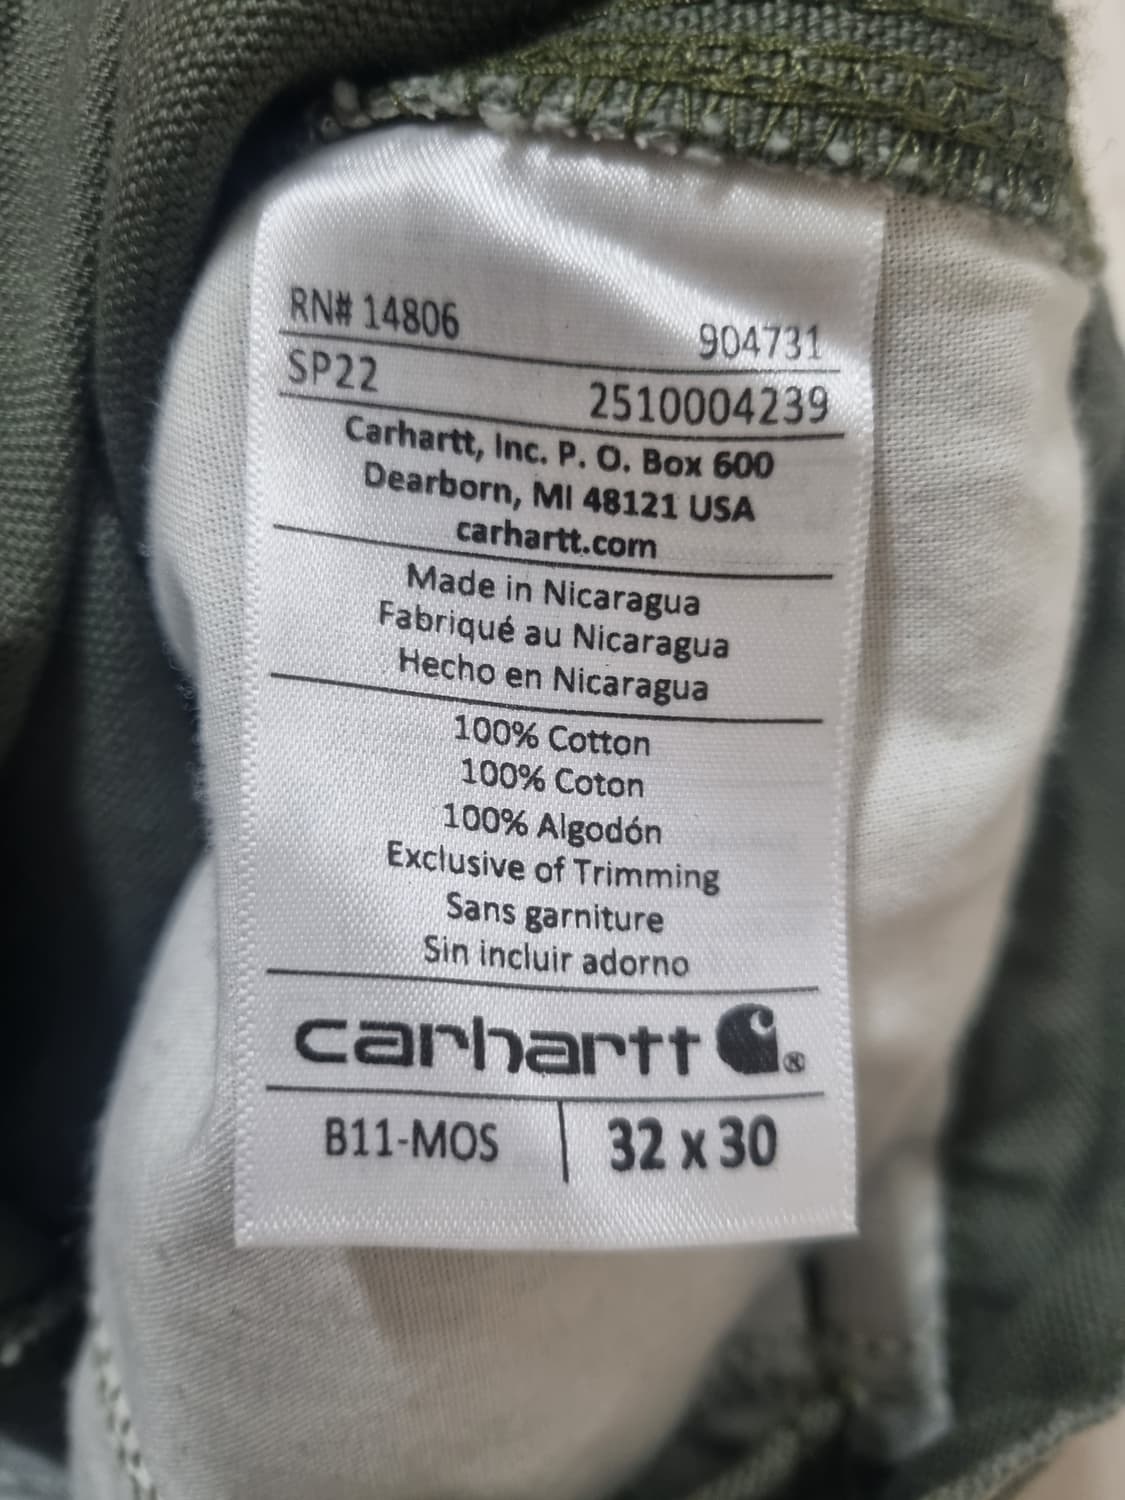 RN# 14806 904731
SP22 2510004239
Carhartt, Inc. P. O. Box 600
Dearborn, MI 48121 USA
carhartt.com
Made in Nicaragua
Fabriqué au Nicaragua
Hecho en Nicaragua
100% Cotton
100% Coton
100% Algodón
Exclusive of Trimming
Sans garniture
Sin incluir adorno
carhartt ®
B11-MOS 32 x 30